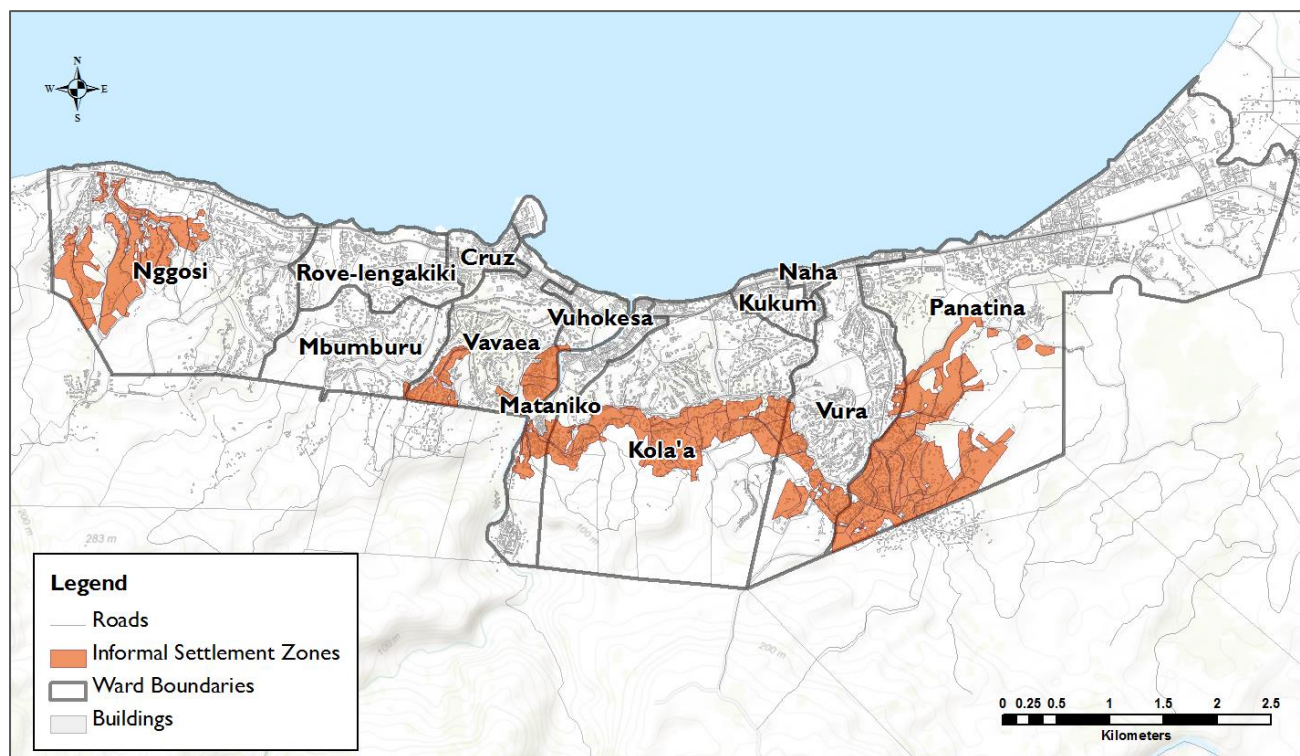 N
W E
S
Nggosi
Rove-lengakiki
Cruz
Mbumburu
Vavaea
Vuhokesa
Naha
Kukum
Panatina
Mataniko
Kola'a
Vura
200 m
283 m
100 m
100 m
200 m
Legend
Roads
Informal Settlement Zones
Ward Boundaries
Buildings
0 0.25 0.5 1 1.5 2 2.5
Kilometers